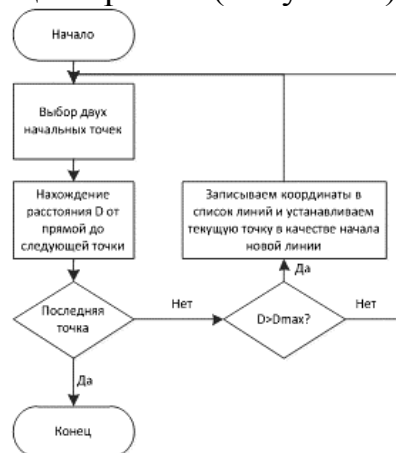 Начало
Выбор двух
начальных точек
Нахождение
расстояния D от
прямой до
следующей точки
Записываем координаты в
список линий и устанавливаем
текущую точку в качестве начала
новой линии
Да
Последняя
точка
Нет
D>Dmax?
Нет
Да
Конец